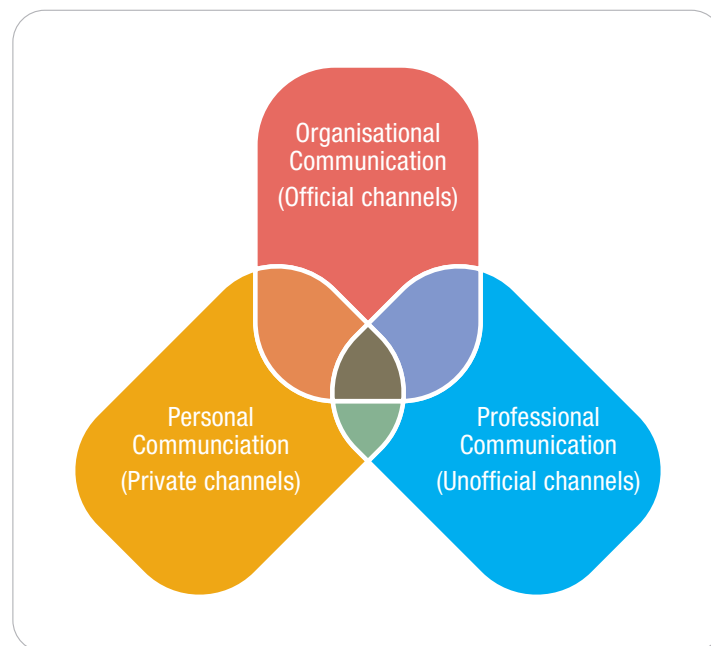 Organisational
Communication
(Official channels)
Personal
Communciation
(Private channels)
Professional
Communication
(Unofficial channels)